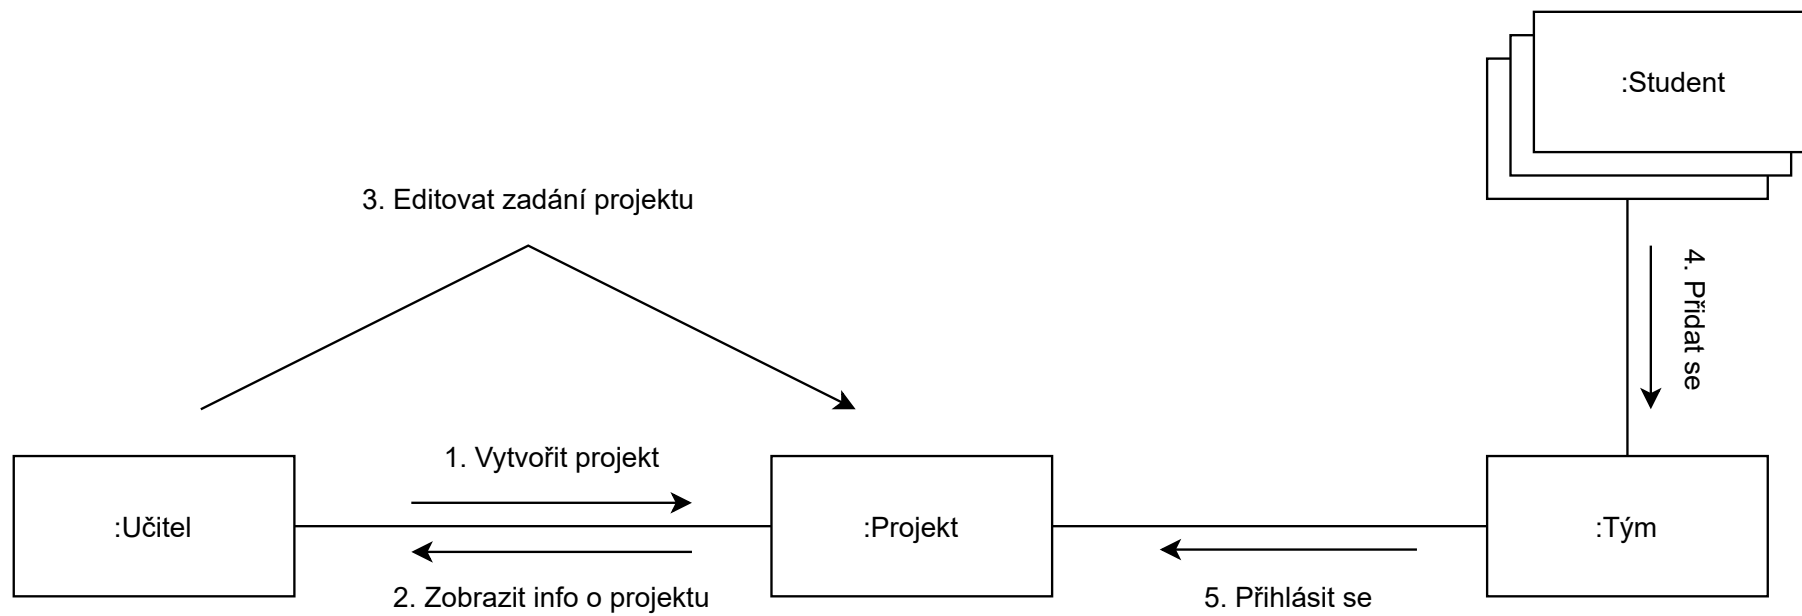 :Student
3. Editovat zadání projektu
4. Přidat se
1. Vytvořit projekt
:Učitel
:Projekt
:Tým
2. Zobrazit info o projektu
5. Přihlásit se